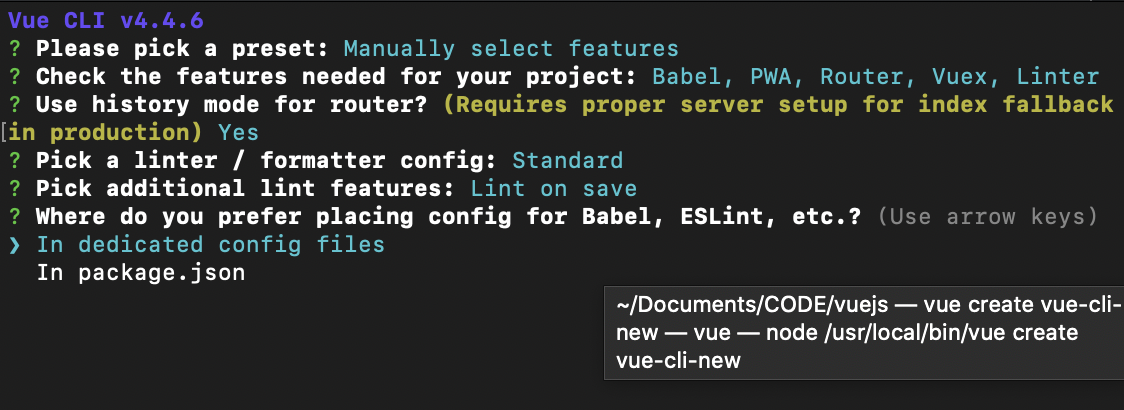 Vue CLI v4.4.6
? Please pick a preset: Manually select features
? Check the features needed for your project: Babel, PWA, Router, Vuex, Linter
? Use history mode for router? (Requires proper server setup for index fallback
[in production) Yes
? Pick a linter / formatter config: Standard
? Pick additional lint features: Lint on save
? Where do you prefer placing config for Babel, ESLint, etc.? (Use arrow keys)
❯ In dedicated config files
In package.json
~/Documents/CODE/vuejs — vue create vue-cli-
new — vue — node /usr/local/bin/vue create
vue-cli-new